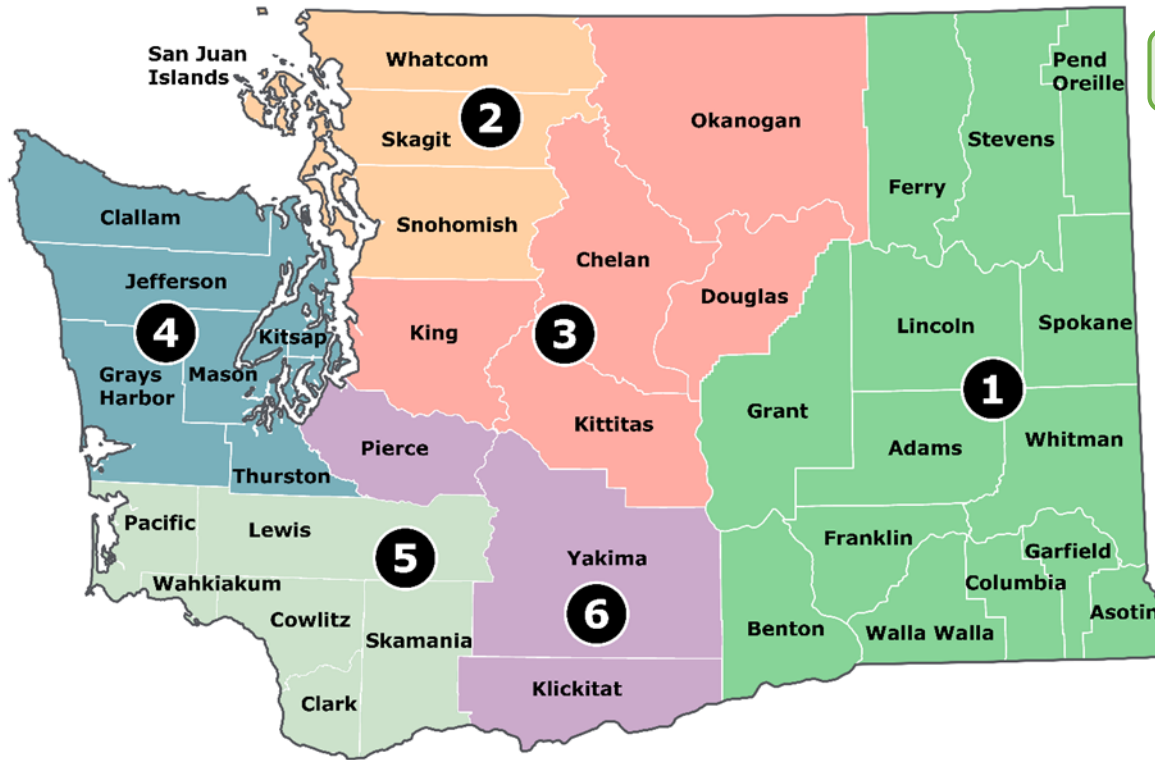 San Juan
Islands
Whatcom
Pend
Oreille
2
Okanogan
Skagit
Stevens
Ferry
Clallam
Snohomish
Chelan
Jefferson
Douglas
4
Kitsap
King
3
Lincoln
Spokane
Grays
Harbor
Mason
1
Grant
Kittitas
Pierce
Adams
Whitman
Thurston
Pacific
Lewis
5
Yakima
Franklin
Garfield
Wahkiakum
Columbia
Cowlitz
6
Asotin
Skamania
Benton
Walla Walla
Klickitat
Clark